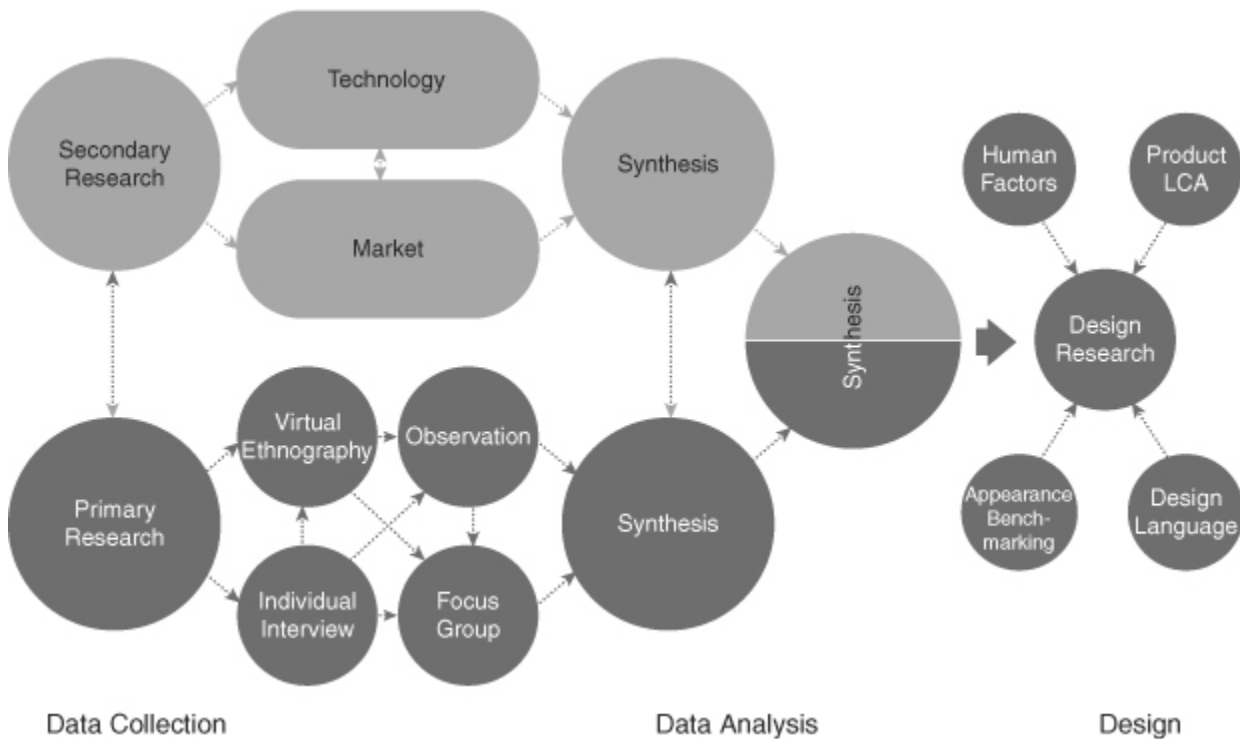 Technology
Secondary
Research
Synthesis
Market
Human
Factors
Product
LCA
Synthesis
Design
Research
Virtual
Ethnography
Observation
Primary
Research
Synthesis
Individual
Interview
Focus
Group
Appearance
Bench-
marking
Design
Language
Data Collection
Data Analysis
Design